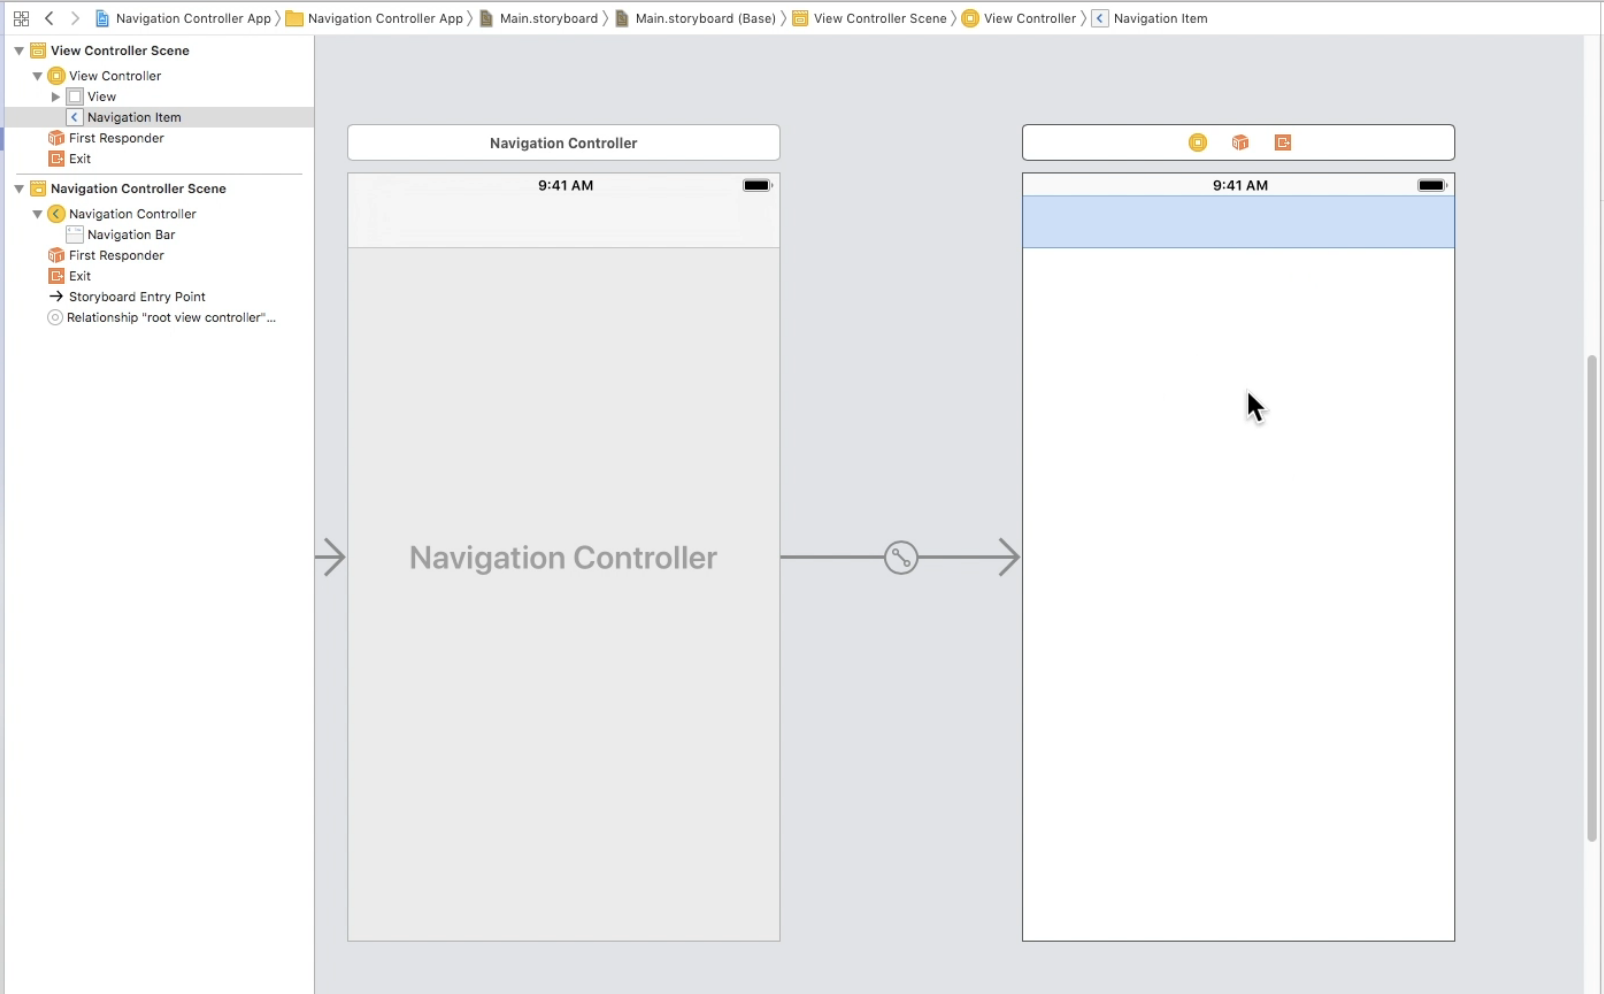 Navigation Controller App
Navigation Controller App
Main.storyboard
Main.storyboard (Base)
View Controller Scene
View Controller
Navigation Item
View Controller Scene
View Controller
View
Navigation Item
First Responder
Exit
Navigation Controller Scene
Navigation Controller
Navigation Bar
First Responder
Exit
Storyboard Entry Point
Relationship "root view controller"...
Navigation Controller
9:41 AM
Navigation Controller
9:41 AM